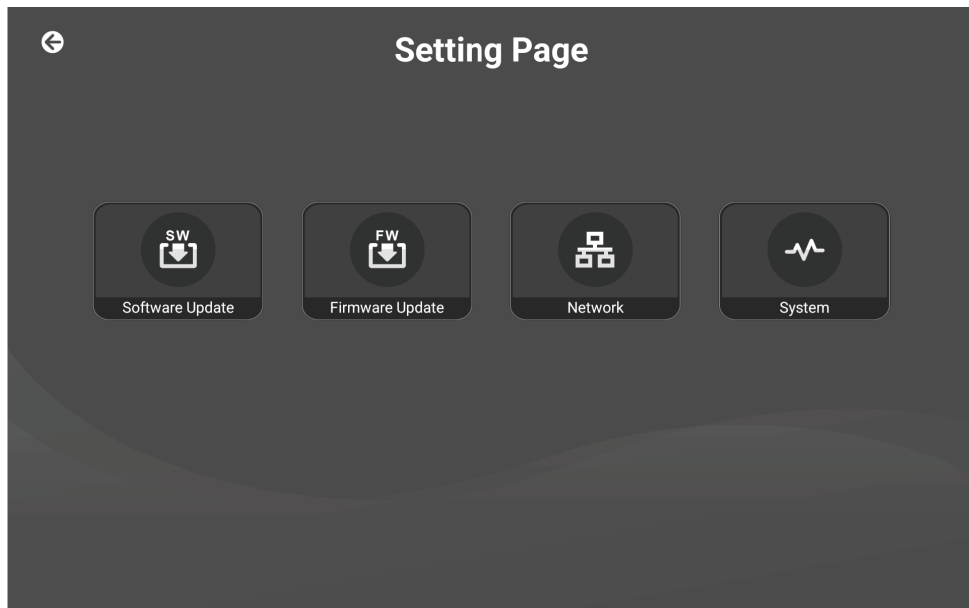 Setting Page
SW
FW
Software Update
Firmware Update
Network
System